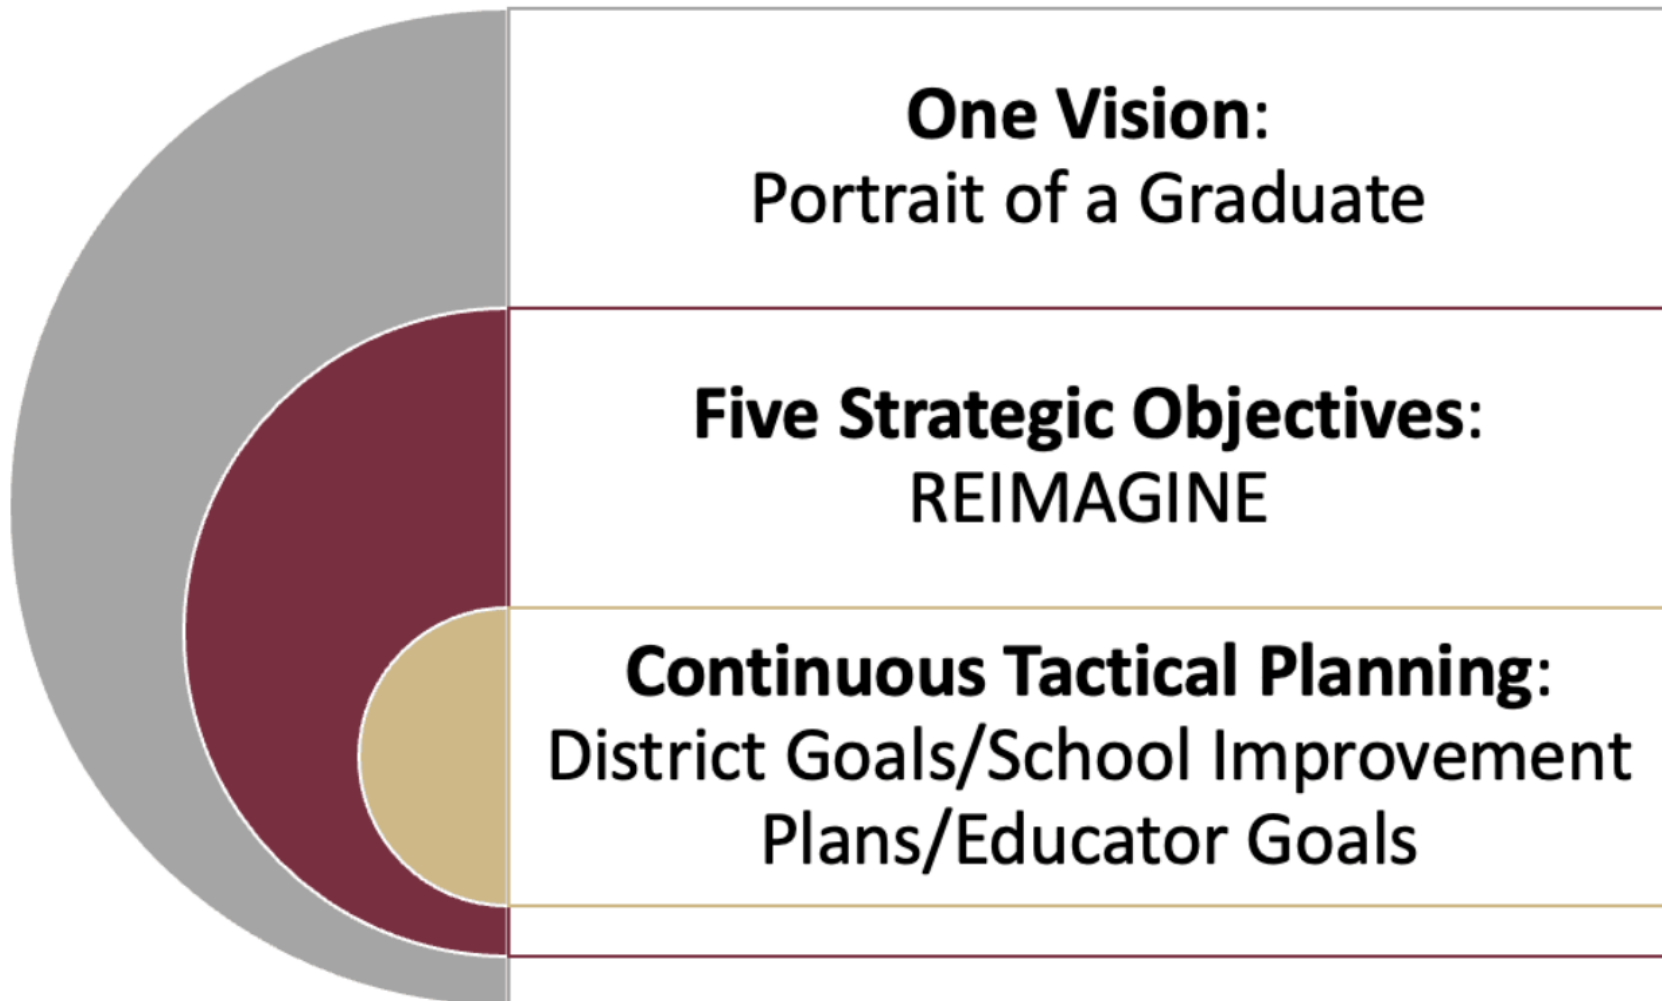 One Vision:
Portrait of a Graduate
Five Strategic Objectives:
REIMAGINE
Continuous Tactical Planning:
District Goals/School Improvement
Plans/Educator Goals